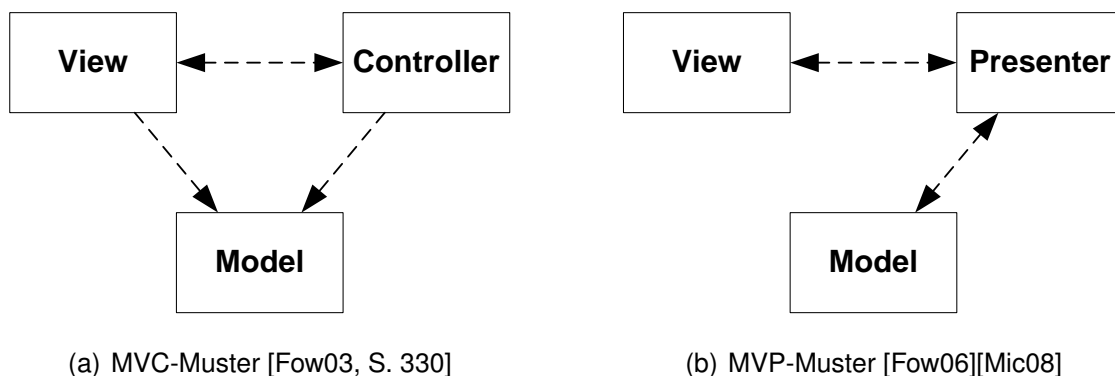 View Controller View Presenter
Model Model
(a) MVC-Muster [Fow03, S. 330] (b) MVP-Muster [Fow06][Mic08]